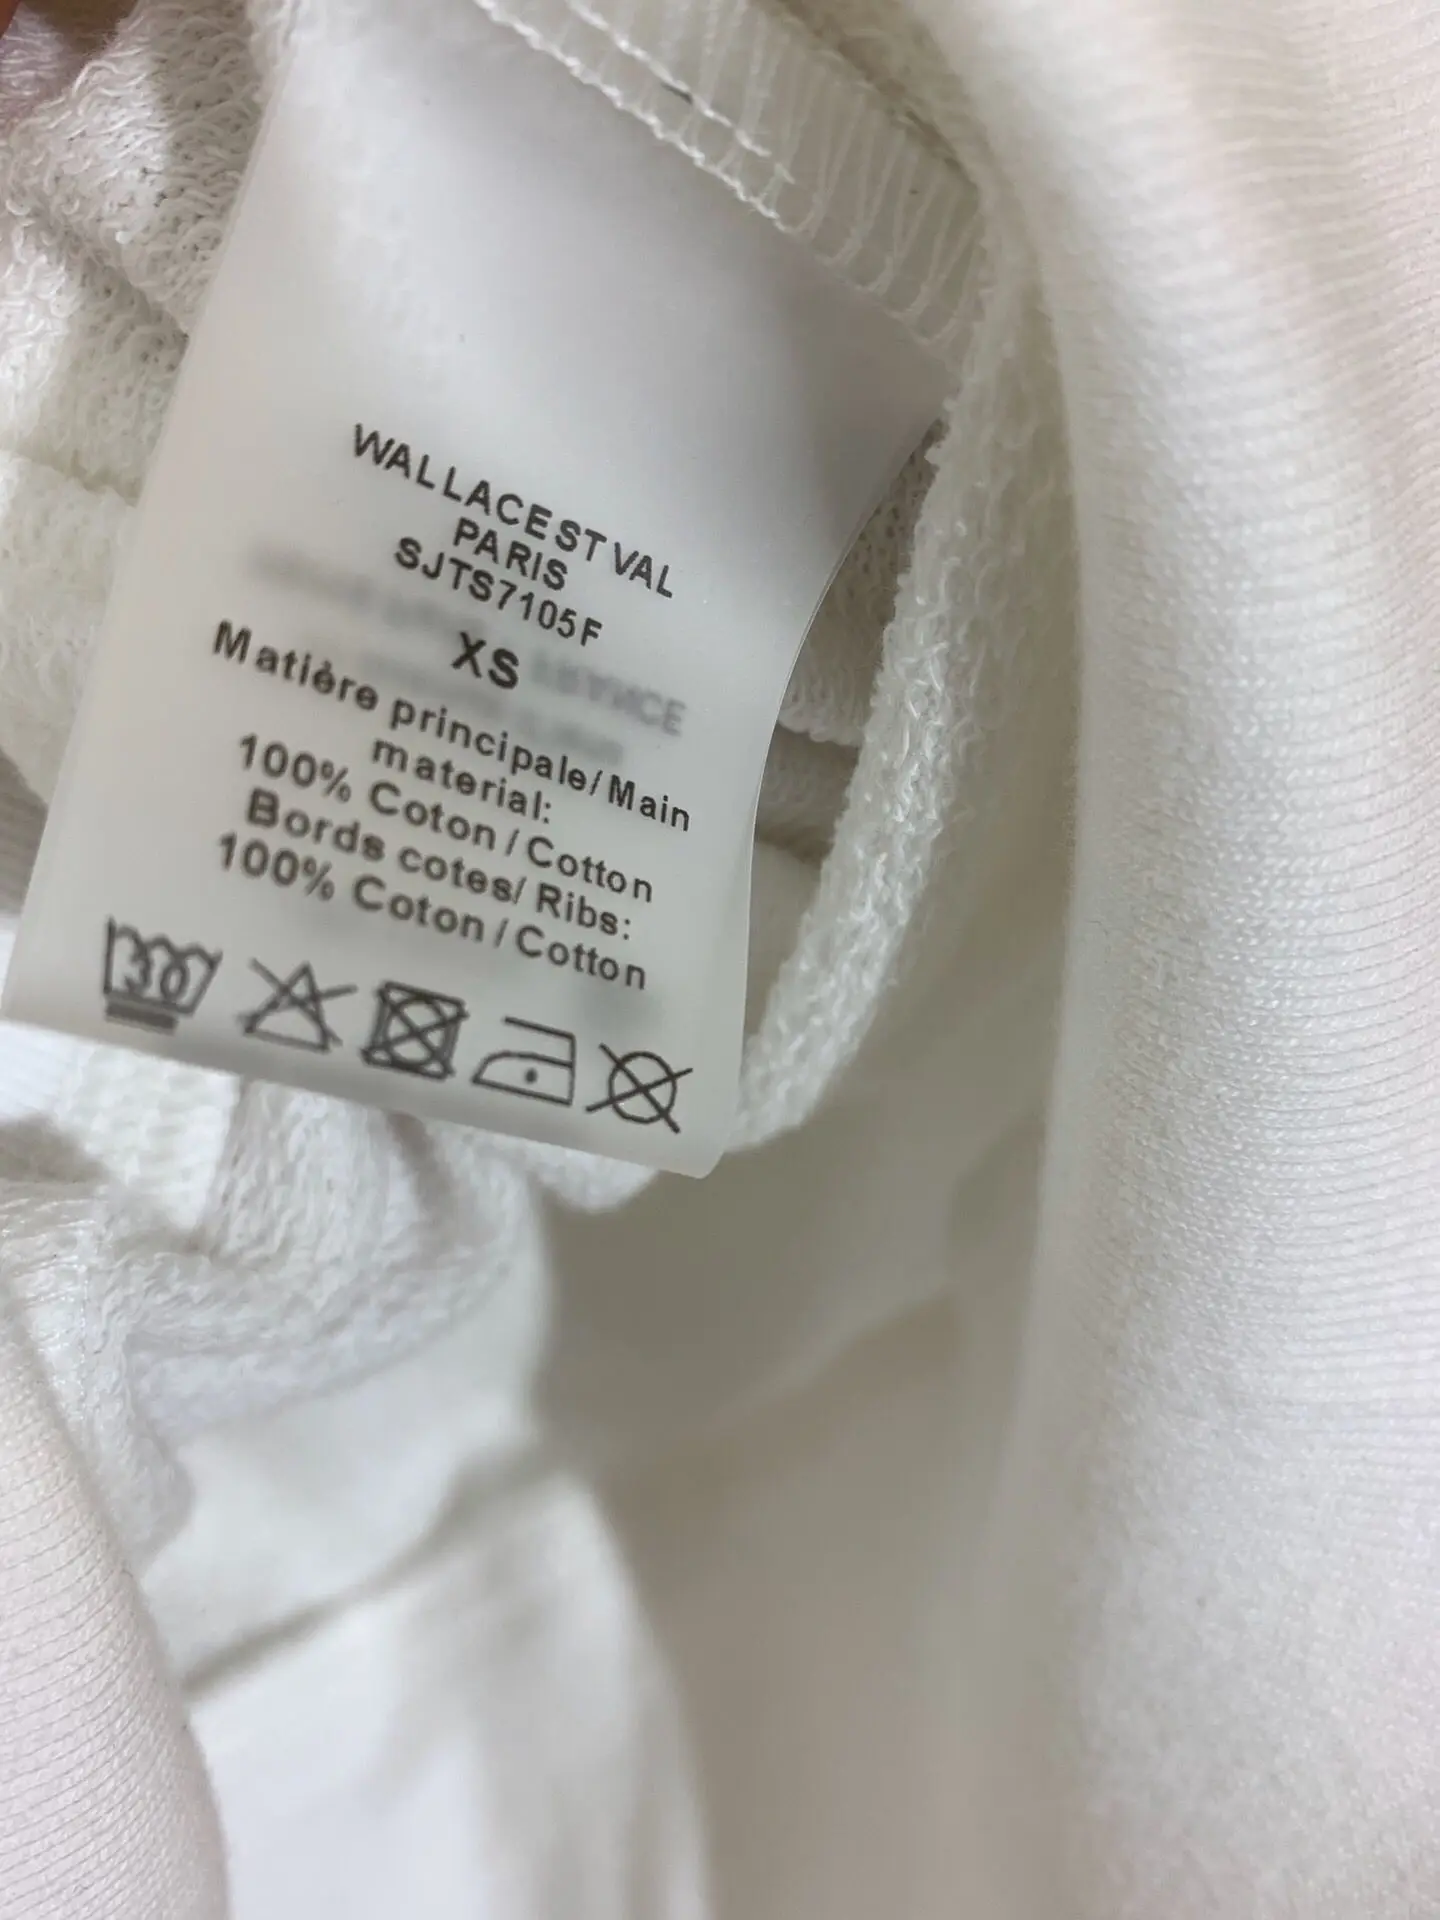 WALLACE ST VAL
PARIS
SJTS7105F
XS
Matière principale/Main
material:
100% Coton / Cotton
Bords cotes/ Ribs:
100% Coton / Cotton
30